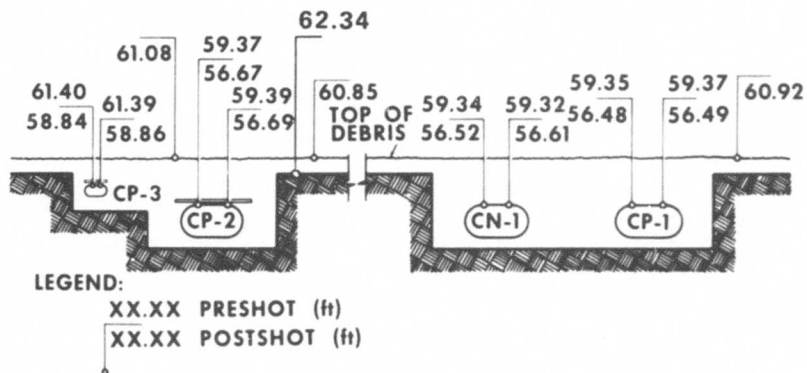 62.34
61.08
59.37
56.67
61.40
58.84
61.39
58.86
59.39
56.69
60.85
TOP OF
DEBRIS
59.34
56.52
59.32
56.61
59.35
56.48
59.37
56.49
60.92
CP-3
CP-2
CN-1
CP-1
LEGEND:
XX.XX PRESHOT (ft)
XX.XX POSTSHOT (ft)